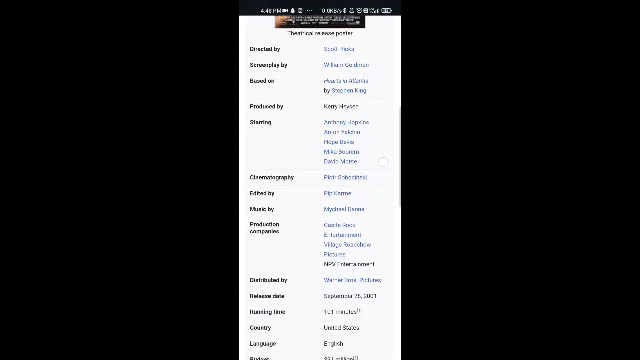 4:48 PM
0.0KB/s
Theatrical release poster
Directed by Scott Hicks
Screenplay by William Goldman
Based on Hearts in Atlantis
by Stephen King
Produced by Kerry Heysen
Starring Anthony Hopkins
Anton Yelchin
Hope Davis
Mika Boorem
David Morse
Cinematography Piotr Sobociński
Edited by Pip Karmel
Music by Mychael Danna
Production companies
Castle Rock
Entertainment
Village Roadshow
Pictures
NPV Entertainment
Distributed by Warner Bros. Pictures
Release date September 28, 2001
Running time 101 minutes
Country United States
Language English
Budget $31 million